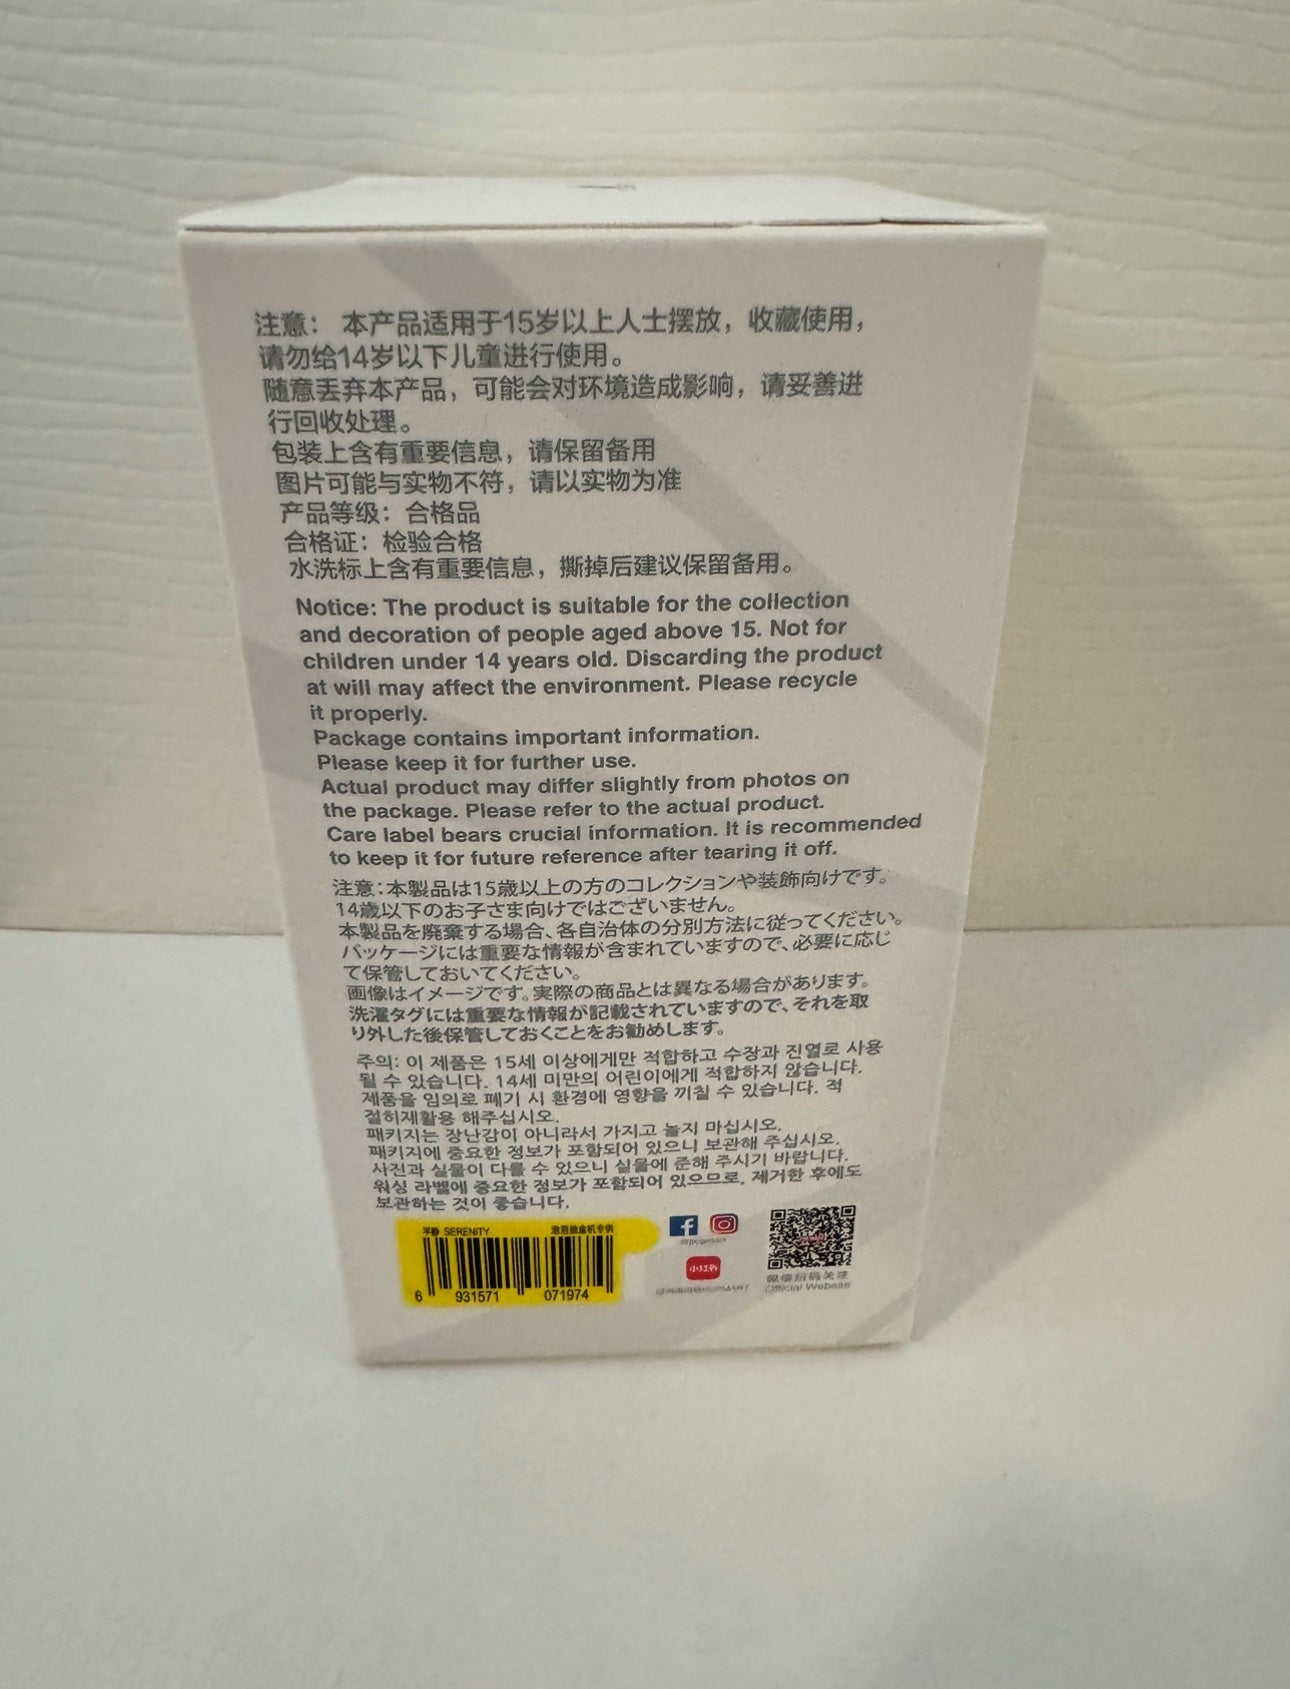 注意： 本产品适用于15岁以上人士摆放，收藏使用，
请勿给14岁以下儿童进行使用。
随意丢弃本产品，可能会对环境造成影响，请妥善进
行回收处理。
包装上含有重要信息，请保留备用
图片可能与实物不符，请以实物为准
产品等级：合格品
合格证：检验合格
水洗标上含有重要信息，撕掉后建议保留备用。
Notice: The product is suitable for the collection
and decoration of people aged above 15. Not for
children under 14 years old. Discarding the product
at will may affect the environment. Please recycle
it properly.
Package contains important information.
Please keep it for further use.
Actual product may differ slightly from photos on
the package. Please refer to the actual product.
Care label bears crucial information. It is recommended
to keep it for future reference after tearing it off.
注意：本製品は15歳以上の方のコレクションや装飾向けです。
14歳以下のお子さま向けではございません。
本製品を廃棄する場合、各自治体の分別方法に従ってください。
パッケージには重要な情報が含まれていますので、必要に応じ
て保管しておいてください。
画像はイメージです。実際の商品とは異なる場合があります。
洗濯タグには重要な情報が記載されていますので、それを取
り外した後保管しておくことをお勧めします。
주의: 이 제품은 15세 이상에게만 적합하고 수장과 진열로 사용
될 수 있습니다. 14세 미만의 어린이에게 적합하지 않습니다.
제품을 임의로 폐기 시 환경에 영향을 끼칠 수 있습니다. 적
절히재활용 해주십시오.
패키지는 장난감이 아니라서 가지고 놀지 마십시오.
패키지에 중요한 정보가 포함되어 있으니 보관해 주십시오.
사진과 실물이 다를 수 있으니 실물에 준해 주시기 바랍니다.
워싱 라벨에 중요한 정보가 포함되어 있으므로, 제거한 후에도
보관하는 것이 좋습니다.
平静 SERENITY 泡泡抽盒机专供
6 931571 071974
小红书
微信扫码关注
Official Website